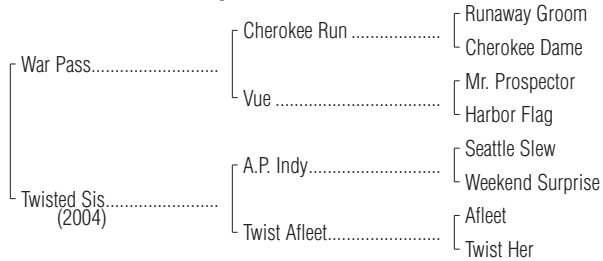 Runaway Groom
Cherokee Run ..................
Cherokee Dame
War Pass..........................
Mr. Prospector
Vue ..................................
Harbor Flag
Seattle Slew
A.P. Indy...........................
Weekend Surprise
Twisted Sis.......................
(2004)
Afleet
Twist Afleet.......................
Twist Her